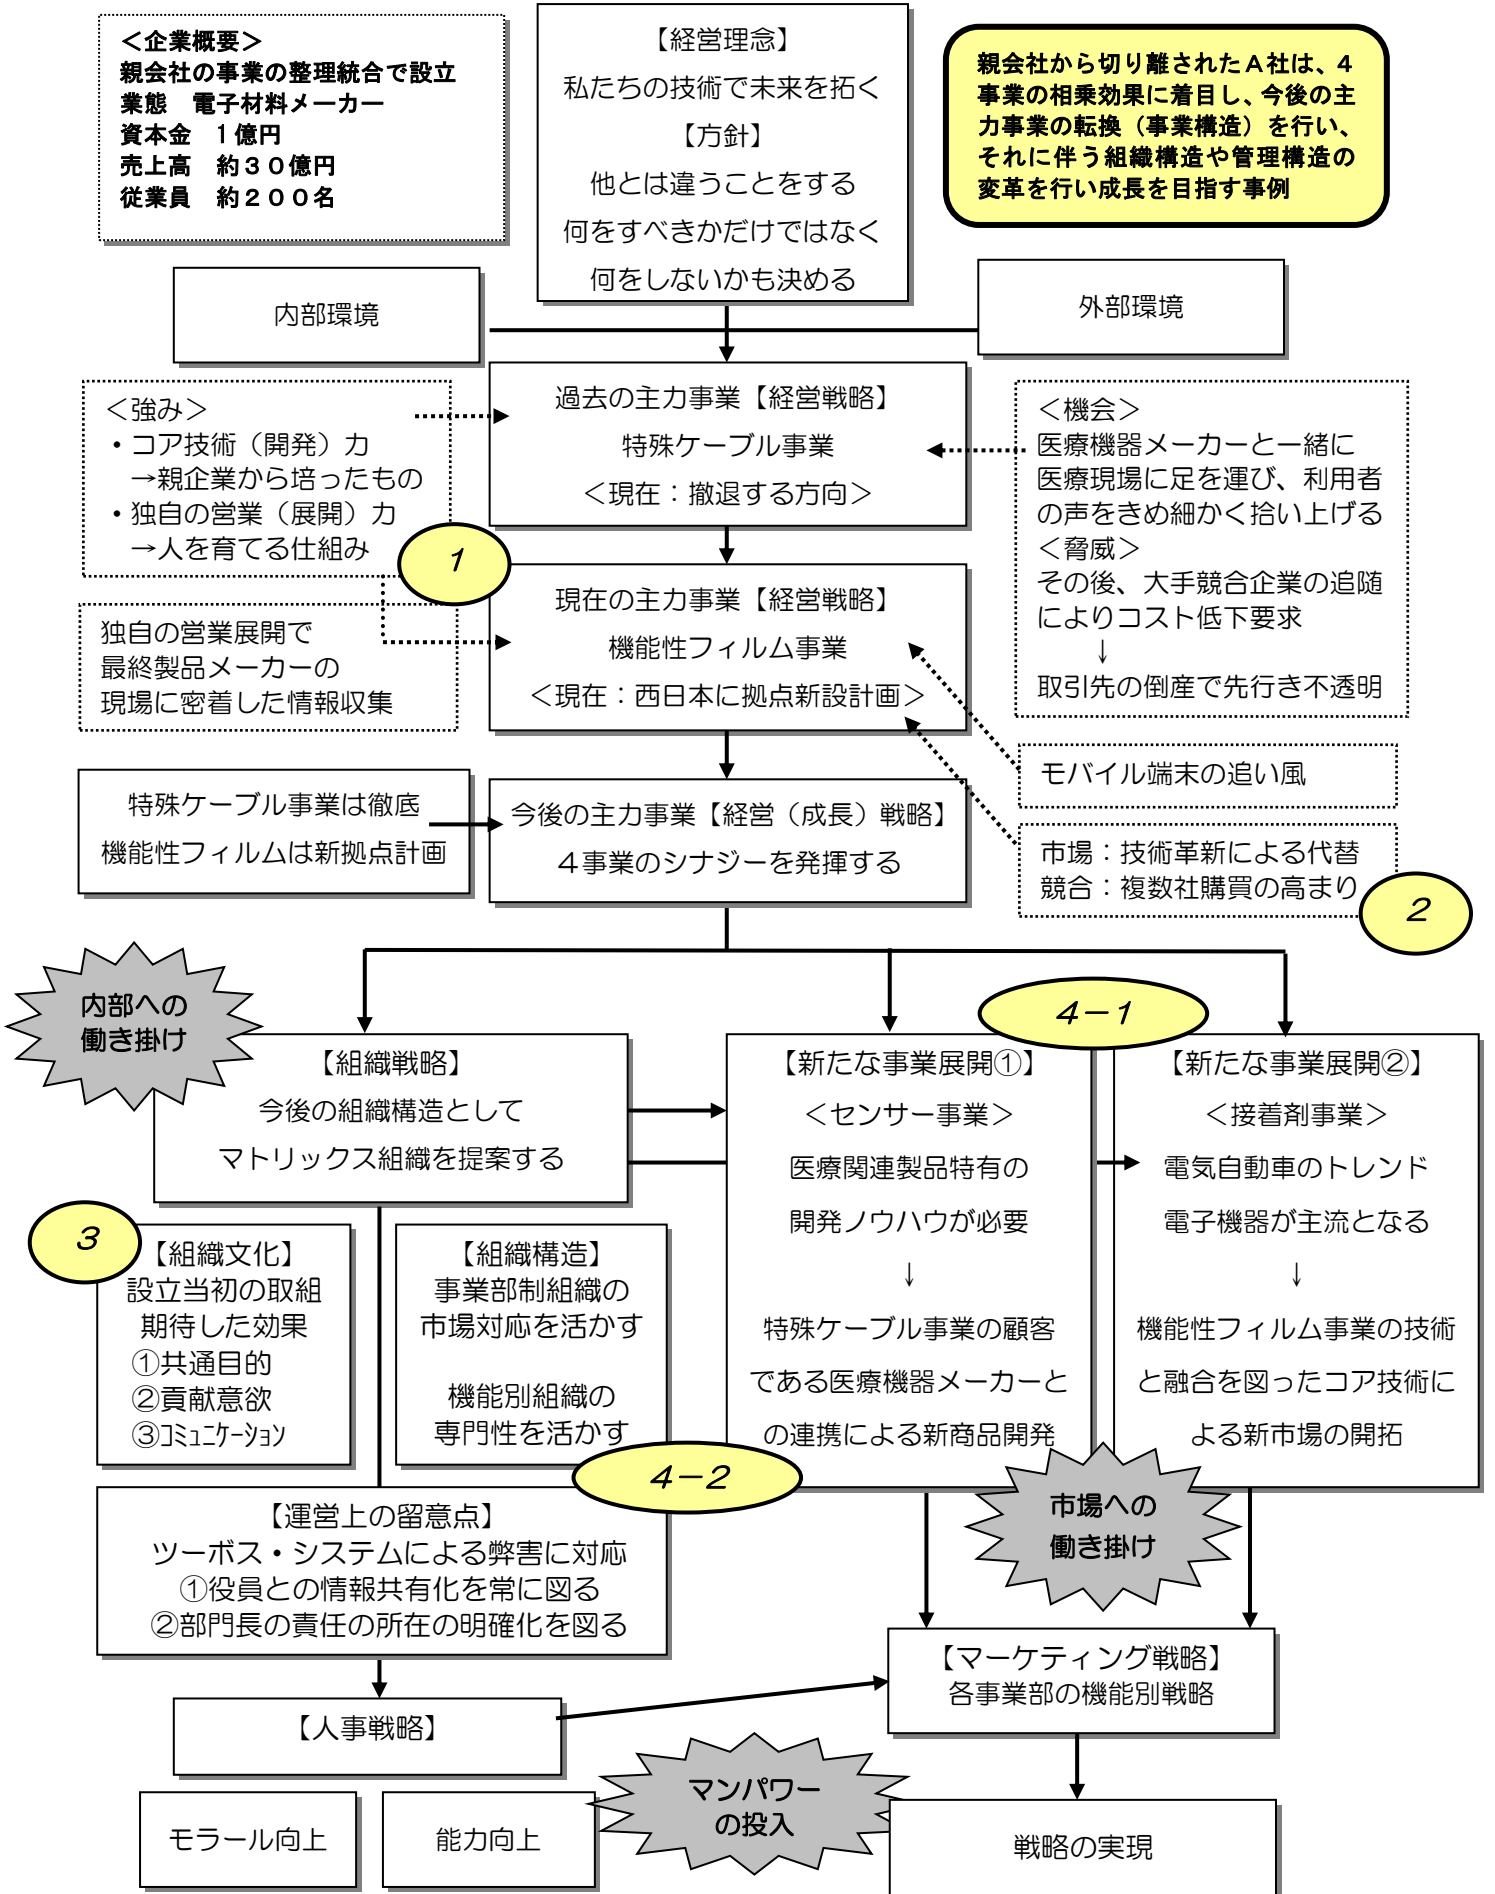 ＜企業概要＞
親会社の事業の整理統合で設立
業態　電子材料メーカー
資本金　１億円
売上高　約３０億円
従業員　約２００名
【経営理念】
私たちの技術で未来を拓く
【方針】
他とは違うことをする
何をすべきかだけではなく
何をしないかも決める
親会社から切り離されたＡ社は、４
事業の相乗効果に着目し、今後の主
力事業の転換（事業構造）を行い、
それに伴う組織構造や管理構造の
変革を行い成長を目指す事例
内部環境
外部環境
過去の主力事業【経営戦略】
特殊ケーブル事業
＜現在：撤退する方向＞
＜強み＞
・コア技術（開発）力
→親企業から培ったもの
・独自の営業（展開）力
→人を育てる仕組み
1
＜機会＞
医療機器メーカーと一緒に
医療現場に足を運び、利用者
の声をきめ細かく拾い上げる
＜脅威＞
その後、大手競合企業の追随
によりコスト低下要求
↓
取引先の倒産で先行き不透明
現在の主力事業【経営戦略】
機能性フィルム事業
＜現在：西日本に拠点新設計画＞
独自の営業展開で
最終製品メーカーの
現場に密着した情報収集
モバイル端末の追い風
特殊ケーブル事業は徹底
機能性フィルムは新拠点計画
今後の主力事業【経営（成長）戦略】
４事業のシナジーを発揮する
市場：技術革新による代替
競合：複数社購買の高まり
2
内部への
働き掛け
4－1
【組織戦略】
今後の組織構造として
マトリックス組織を提案する
【新たな事業展開①】
＜センサー事業＞
医療関連製品特有の
開発ノウハウが必要
↓
特殊ケーブル事業の顧客
である医療機器メーカーと
の連携による新商品開発
【新たな事業展開②】
＜接着剤事業＞
電気自動車のトレンド
電子機器が主流となる
↓
機能性フィルム事業の技術
と融合を図ったコア技術に
よる新市場の開拓
3
【組織文化】
設立当初の取組
期待した効果
①共通目的
②貢献意欲
③ｺﾐｭﾆｹｰｼｮﾝ
【組織構造】
事業部制組織の
市場対応を活かす
機能別組織の
専門性を活かす
4－2
【運営上の留意点】
ツーボス・システムによる弊害に対応
①役員との情報共有化を常に図る
②部門長の責任の所在の明確化を図る
市場への
働き掛け
【マーケティング戦略】
各事業部の機能別戦略
【人事戦略】
マンパワー
の投入
モラール向上
能力向上
戦略の実現